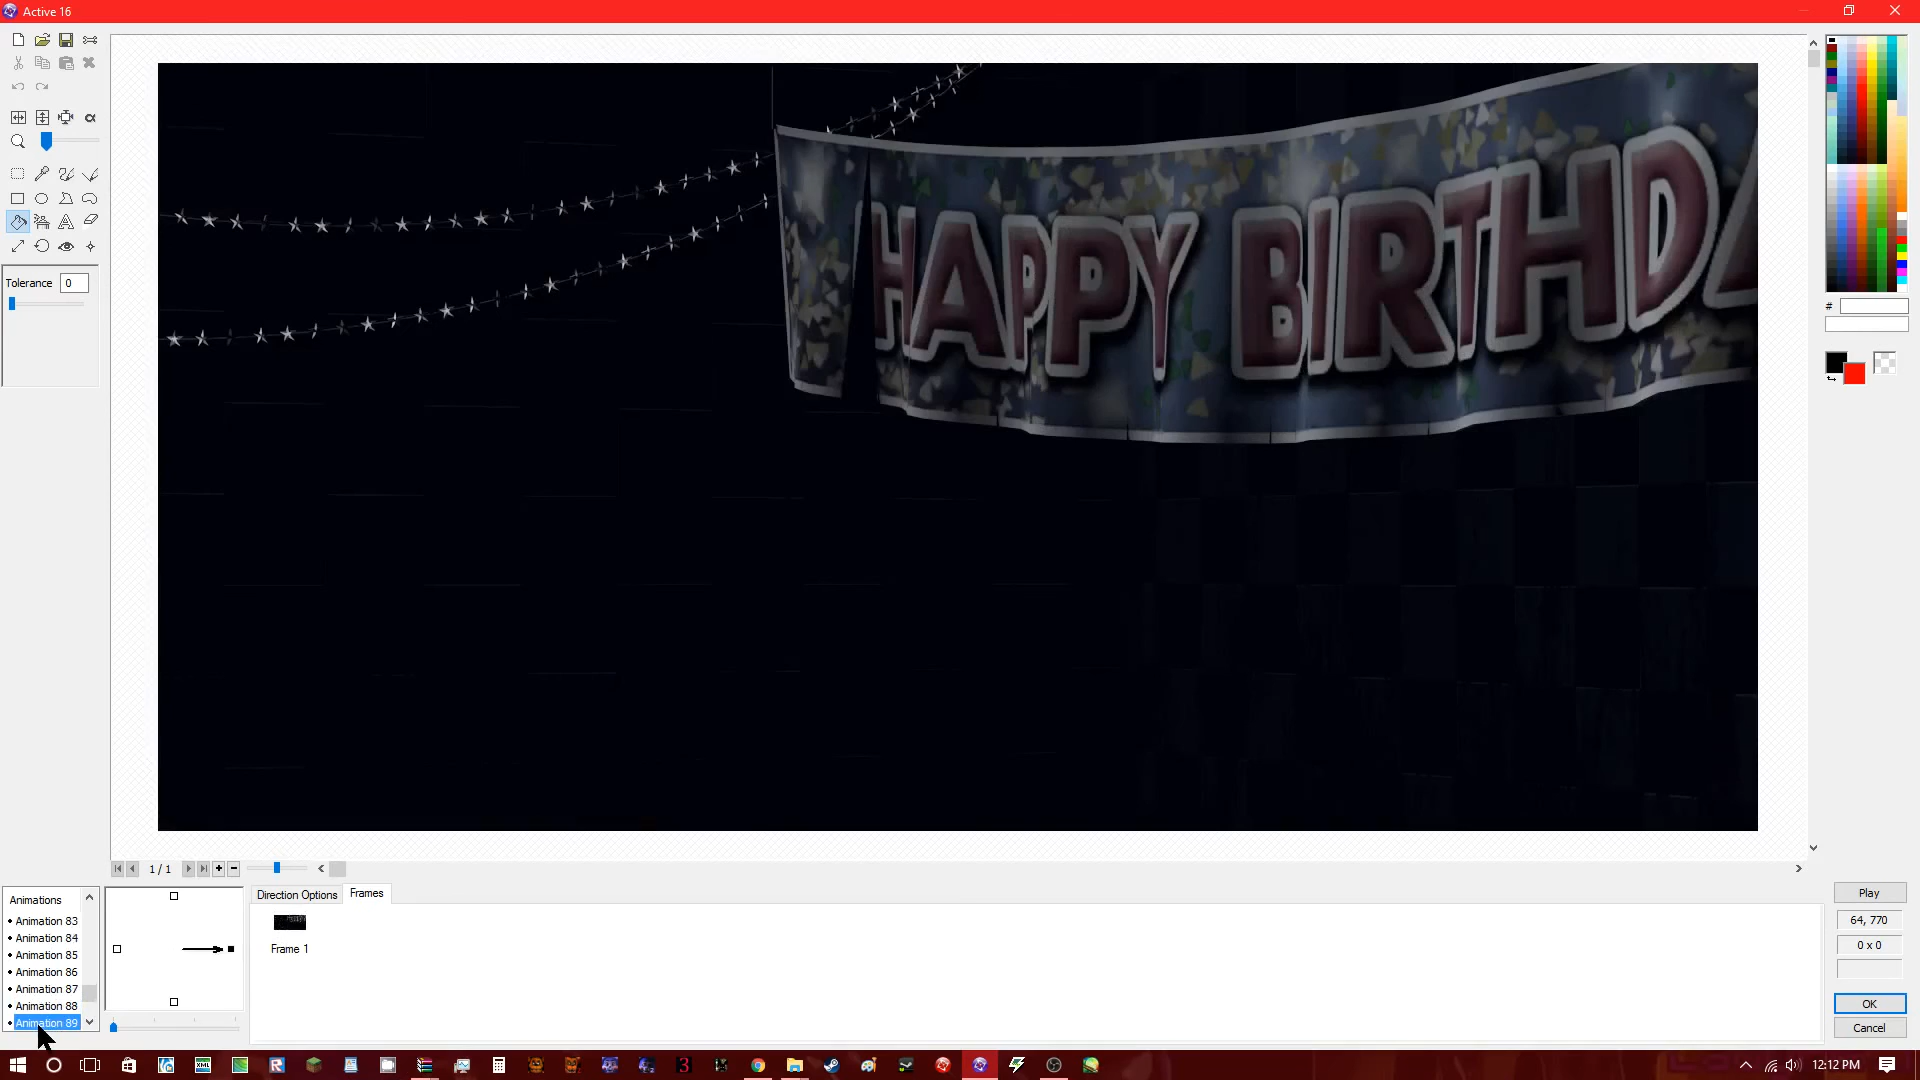 Active 16
HAPPY BIRTHDA
Tolerance 0
#
1 / 1
Animations
Animation 83
Animation 84
Animation 85
Animation 86
Animation 87
Animation 88
Animation 89
Direction Options
Frames
Frame 1
Play
64, 770
0 x 0
OK
Cancel
12:12 PM